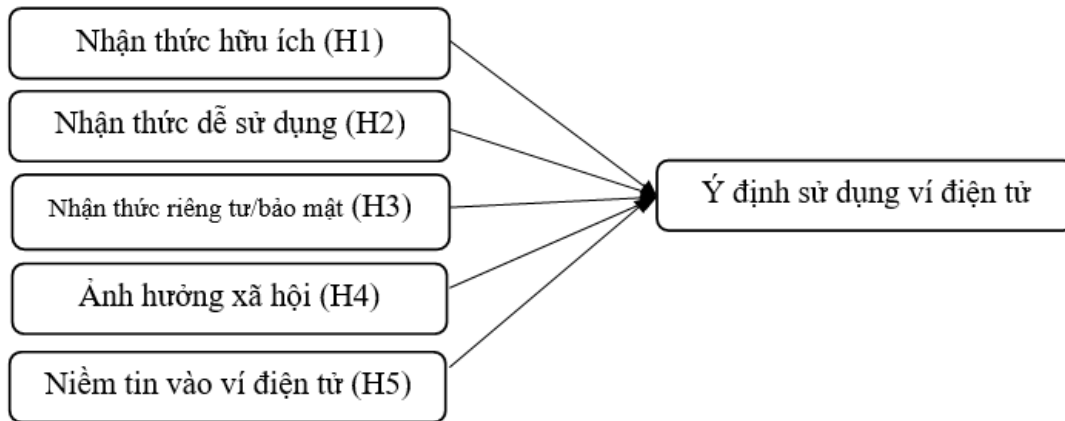 Nhận thức hữu ích (H1)
Nhận thức dễ sử dụng (H2)
Nhận thức riêng tư/bảo mật (H3)
Ảnh hưởng xã hội (H4)
Niềm tin vào ví điện tử (H5)
Ý định sử dụng ví điện tử